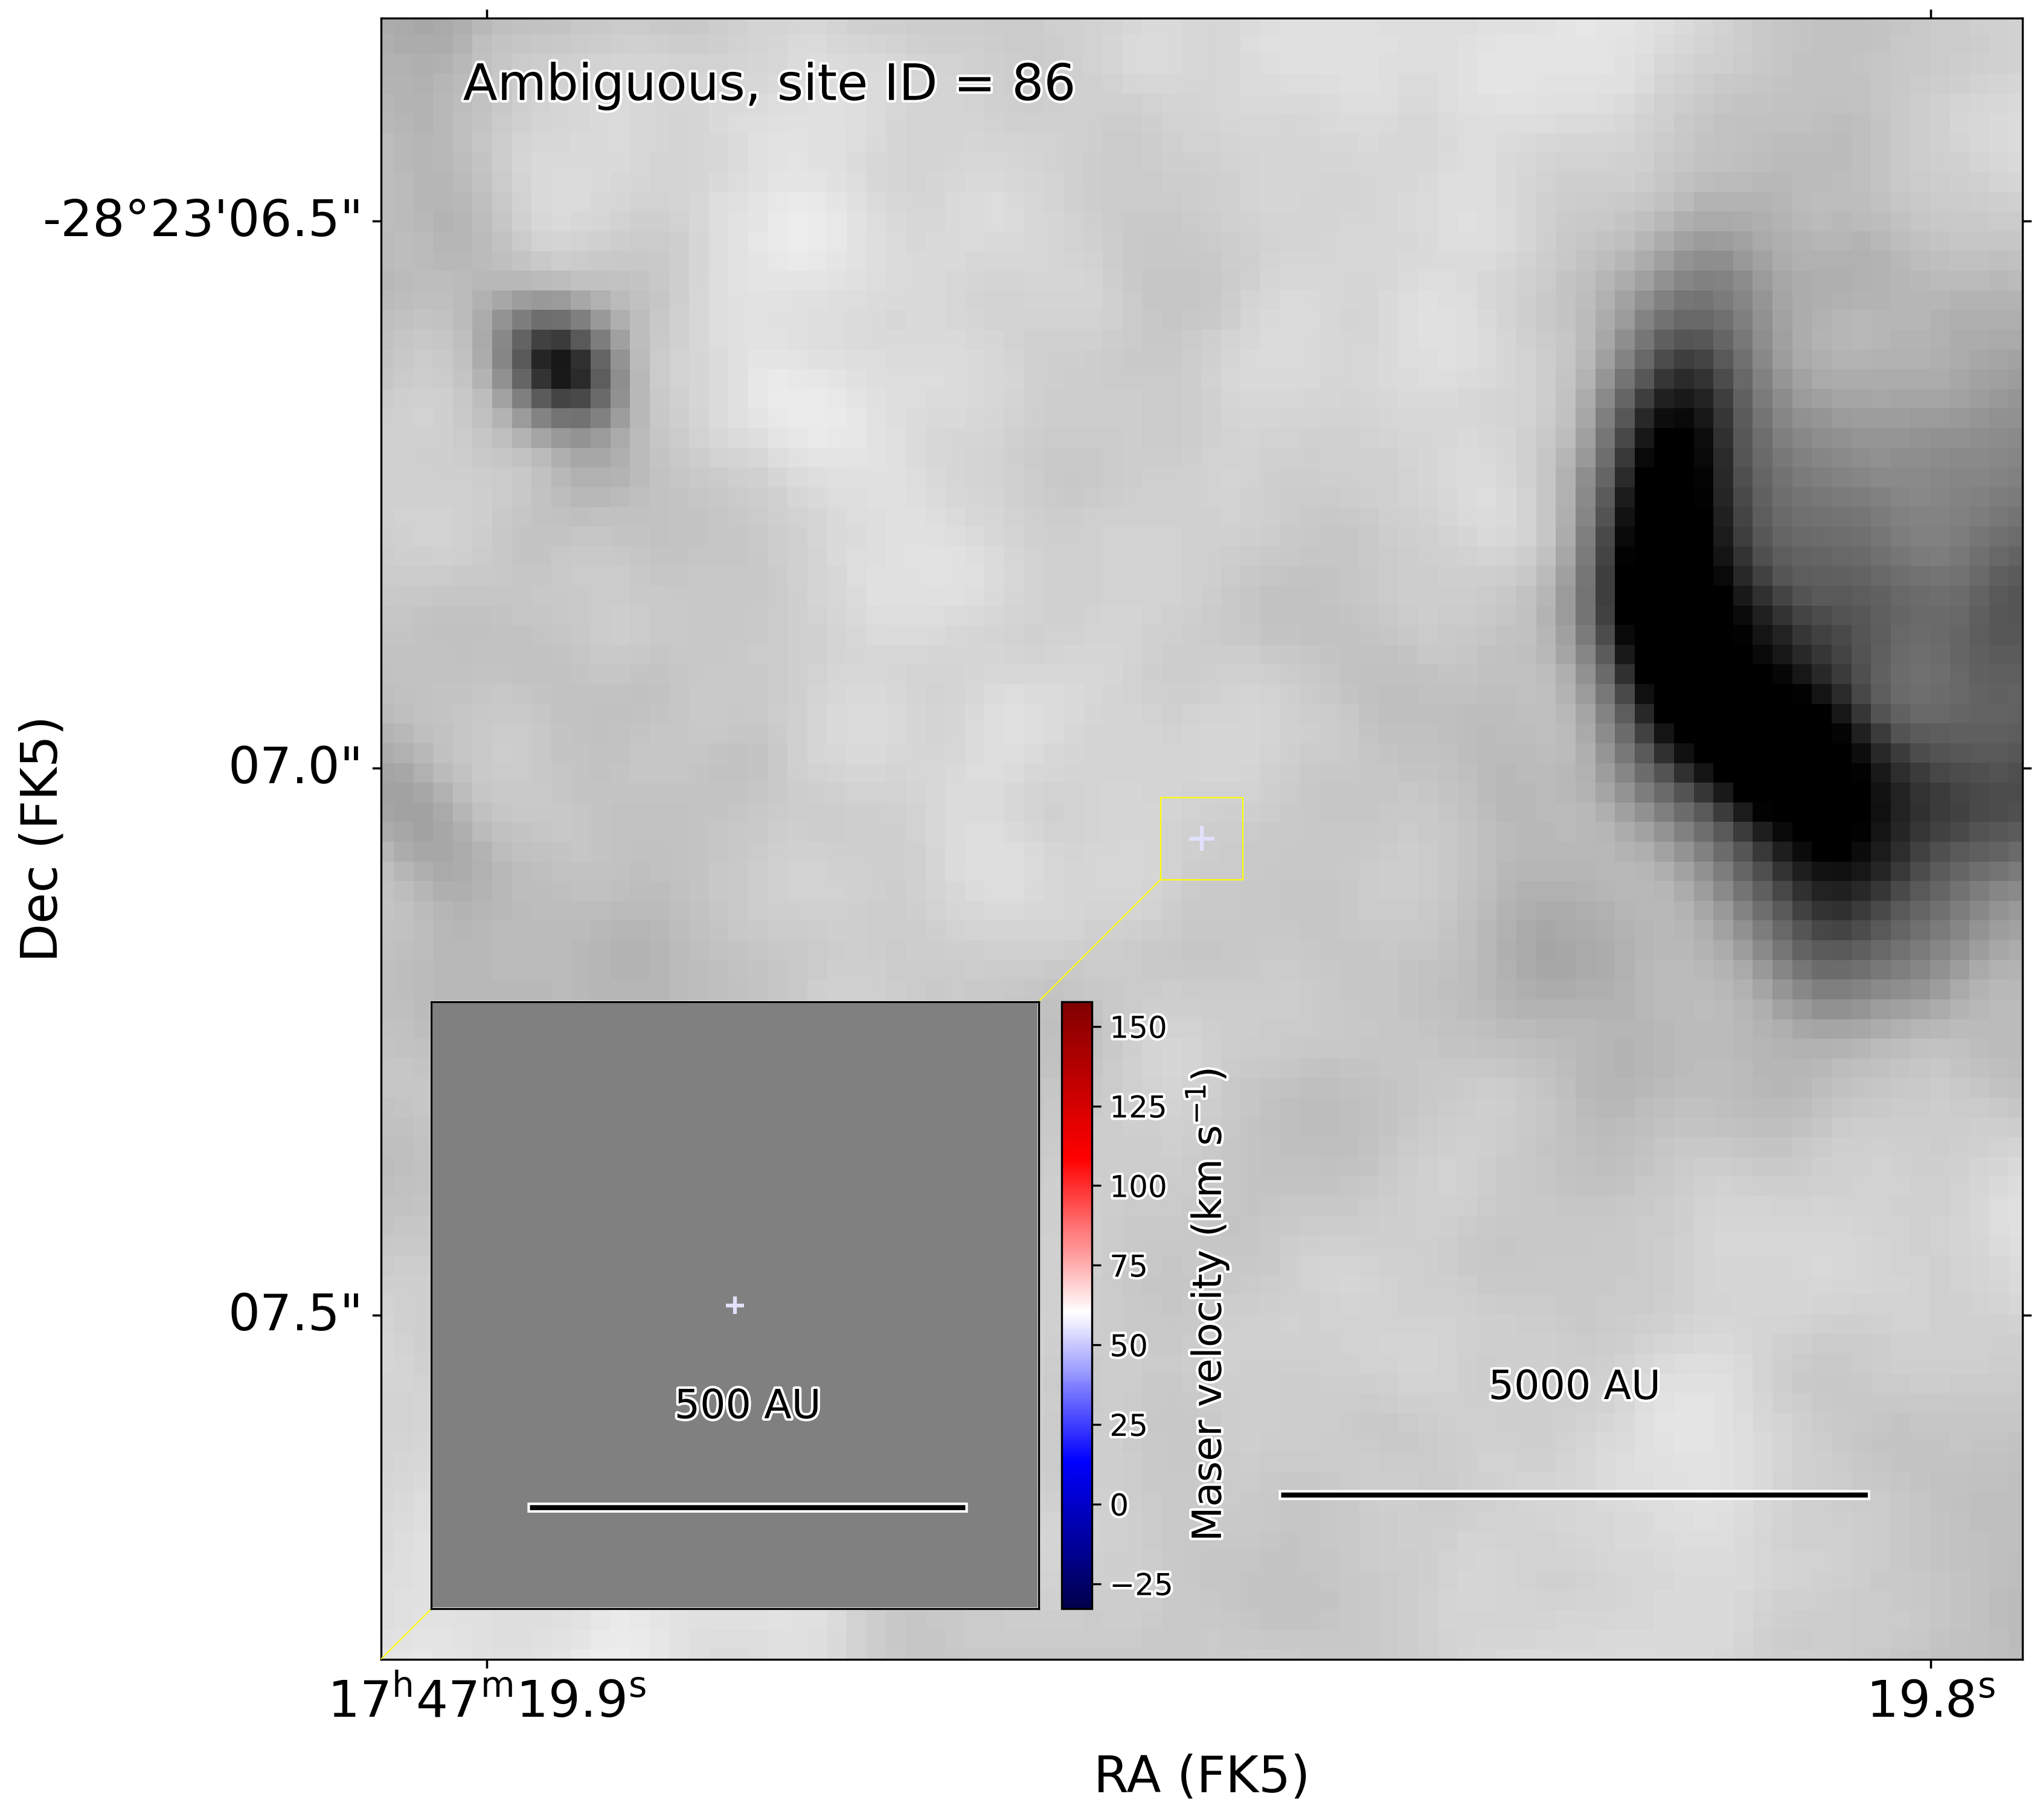 Ambiguous, site ID = 86
-28°23'06.5"
07.0"
07.5"
Dec (FK5)
500 AU
150
125
100
75
50
25
0
−25
Maser velocity (km s⁻¹)
5000 AU
17ʰ47ᵐ19.9ˢ
19.8ˢ
RA (FK5)